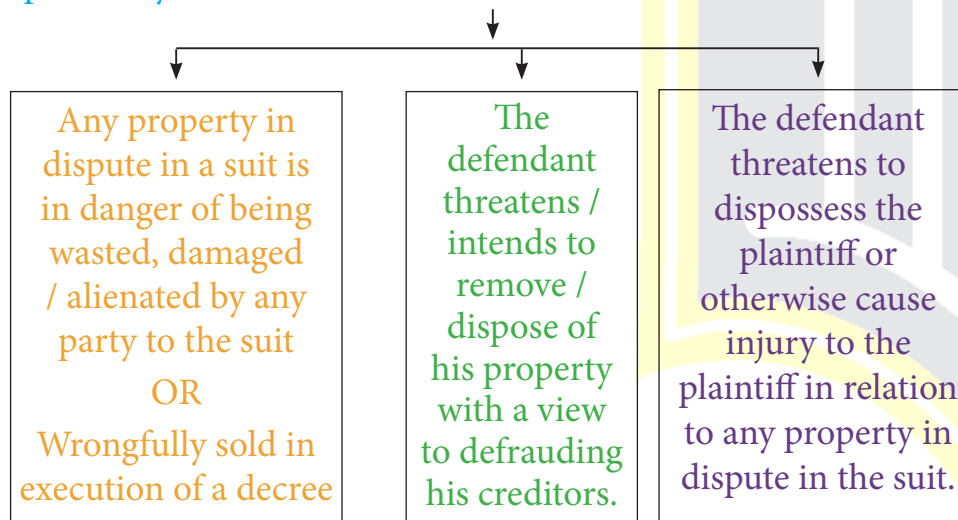 Any property in
dispute in a suit is
in danger of being
wasted, damaged
/ alienated by any
party to the suit
OR
Wrongfully sold in
execution of a decree
The
defendant
threatens /
intends to
remove /
dispose of
his property
with a view
to defrauding
his creditors.
The defendant
threatens to
dispossess the
plaintiff or
otherwise cause
injury to the
plaintiff in relation
to any property in
dispute in the suit.